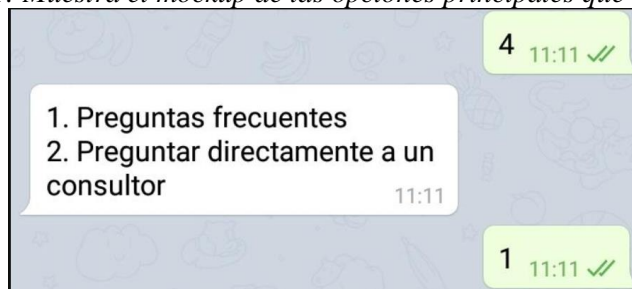 . Muestra el mockup de las opciones principales que
4 11:11
1. Preguntas frecuentes
2. Preguntar directamente a un
consultor 11:11
1 11:11